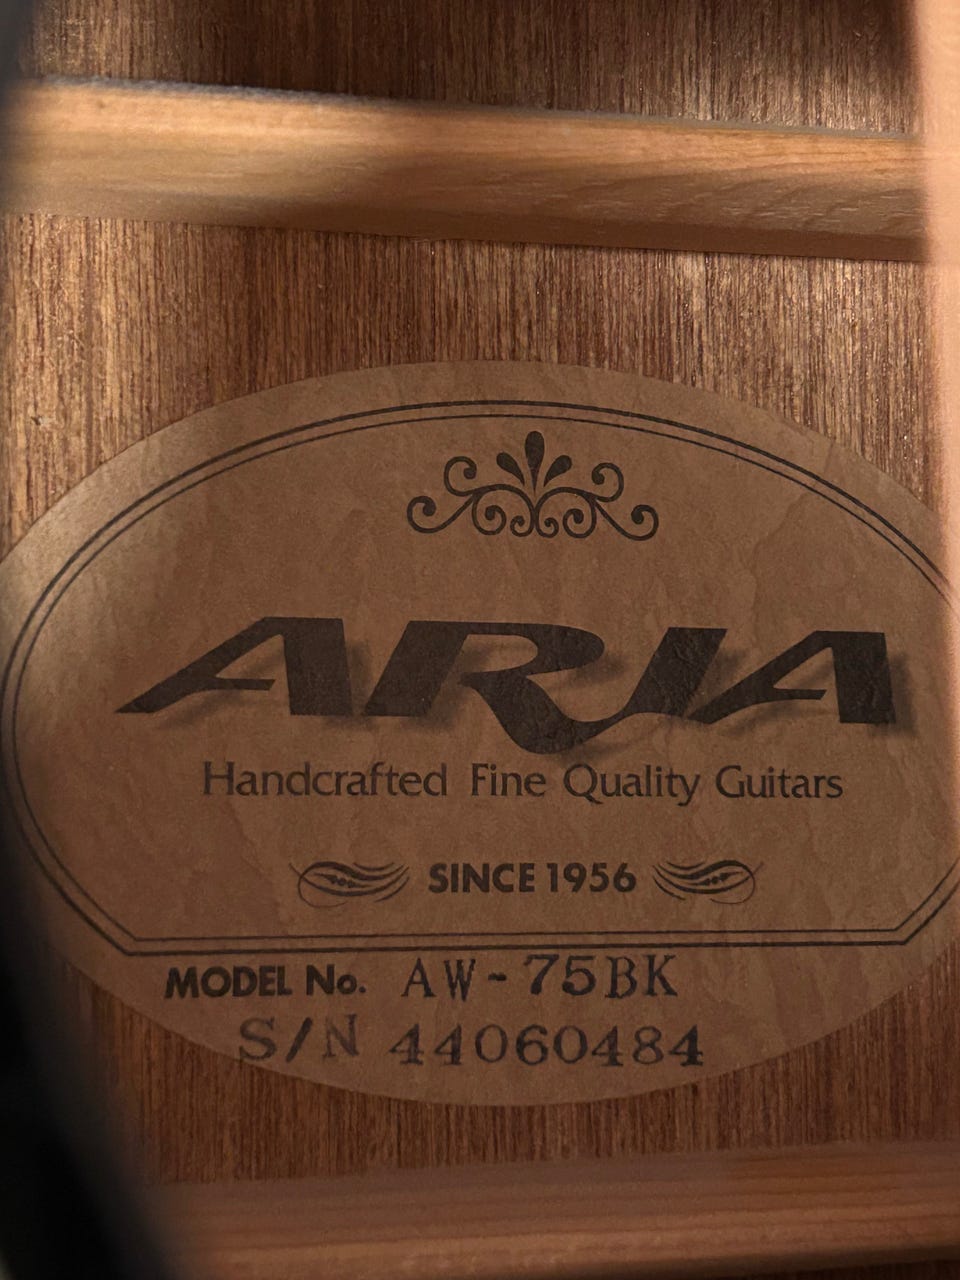 ARIA
Handcrafted Fine Quality Guitars
SINCE 1956
MODEL No. AW-75BK
S/N 44060484